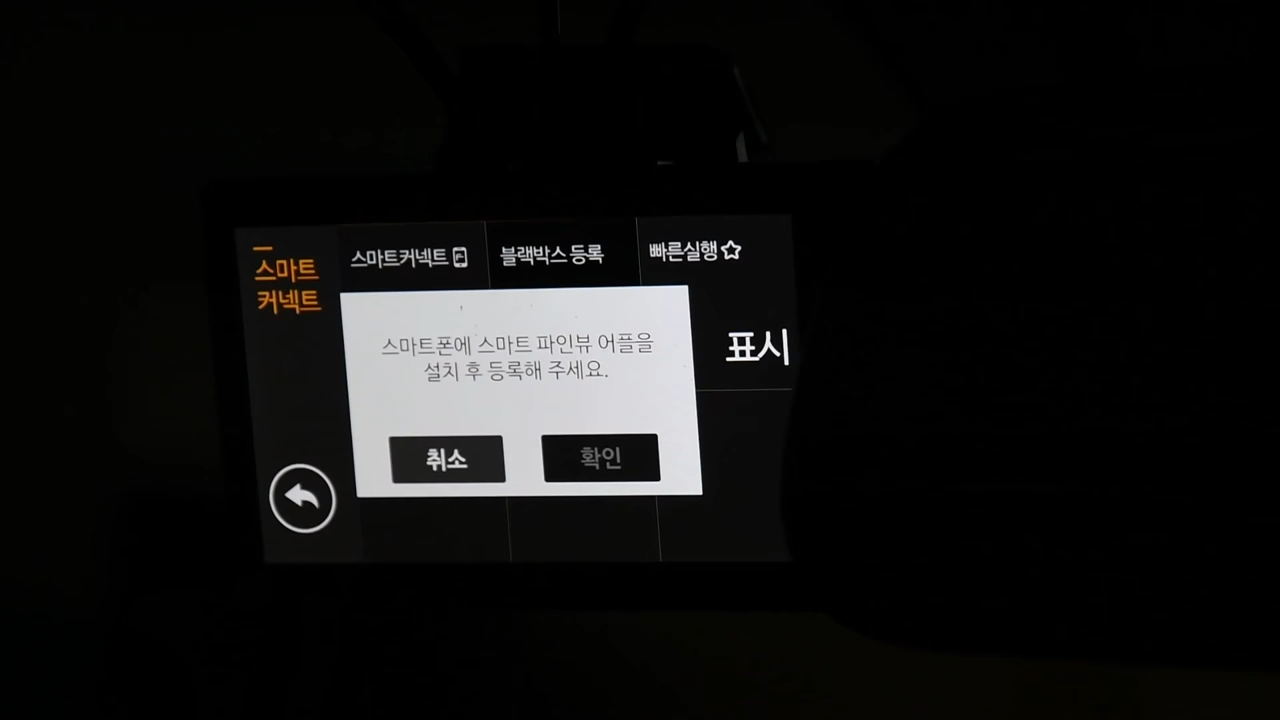 스마트
커넥트
스마트커넥트
블랙박스 등록
빠른실행
스마트폰에 스마트 파인뷰 어플을
설치 후 등록해 주세요.
표시
취소
확인